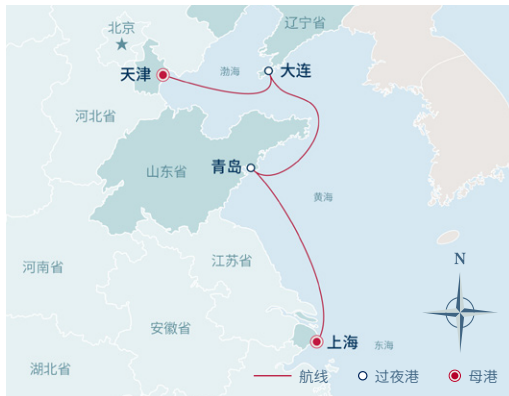 辽宁省
北京
天津
渤海
大连
河北省
山东省
青岛
黄海
江苏省
河南省
N
安徽省
上海
东海
湖北省
航线
过夜港
母港